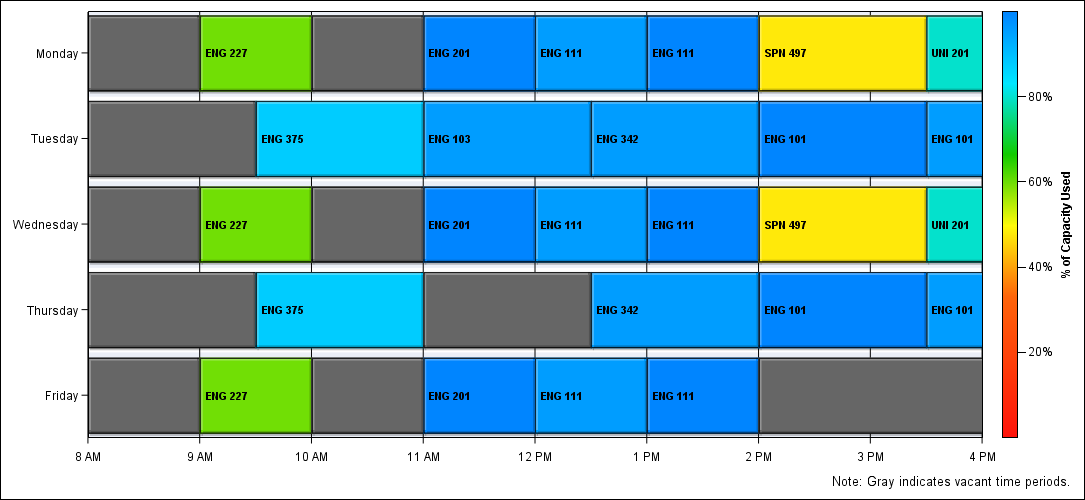 Monday
ENG 227
ENG 201
ENG 111
ENG 111
SPN 497
UNI 201
Tuesday
ENG 375
ENG 103
ENG 342
ENG 101
ENG 101
Wednesday
ENG 227
ENG 201
ENG 111
ENG 111
SPN 497
UNI 201
Thursday
ENG 375
ENG 342
ENG 101
ENG 101
Friday
ENG 227
ENG 201
ENG 111
ENG 111
8 AM
9 AM
10 AM
11 AM
12 PM
1 PM
2 PM
3 PM
4 PM
80%
60%
40%
20%
% of Capacity Used
Note: Gray indicates vacant time periods.